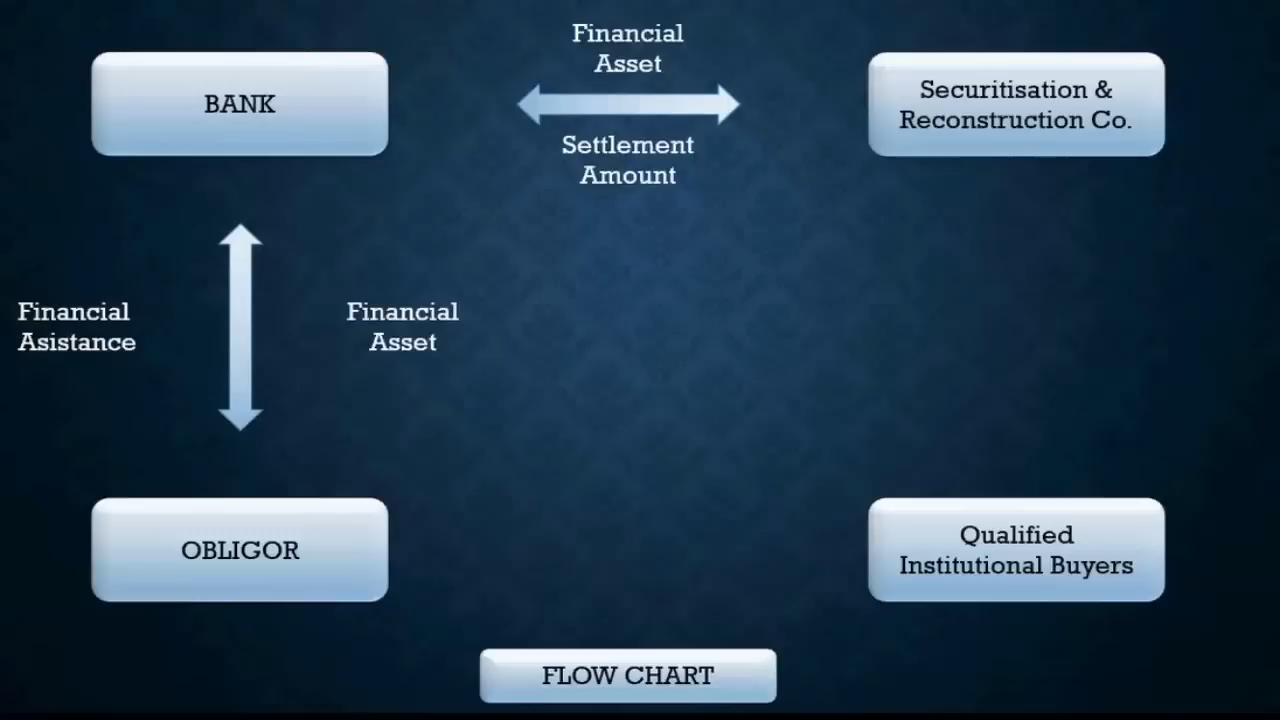 Financial
Asset
BANK
Securitisation &
Reconstruction Co.
Settlement
Amount
Financial
Asistance
Financial
Asset
OBLIGOR
Qualified
Institutional Buyers
FLOW CHART